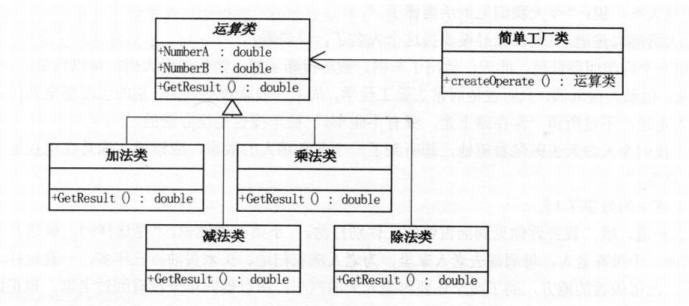 运算类
+NumberA : double
+NumberB : double
+GetResult () : double
简单工厂类
+createOperate () : 运算类
加法类
+GetResult () : double
乘法类
+GetResult () : double
减法类
+GetResult () : double
除法类
+GetResult () : double